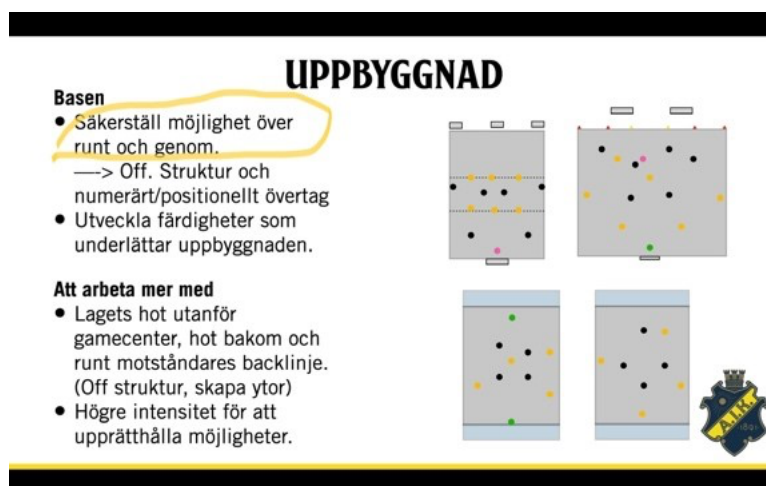 UPPBYGGNAD
Basen
• Säkerställ möjlighet över
runt och genom.
—-> Off. Struktur och
numerärt/positionellt övertag
• Utveckla färdigheter som
underlättar uppbyggnaden.
Att arbeta mer med
• Lagets hot utanför
gamecenter, hot bakom och
runt motståndares backlinje.
(Off struktur, skapa ytor)
• Högre intensitet för att
upprätthålla möjligheter.
A.I.K.
1891